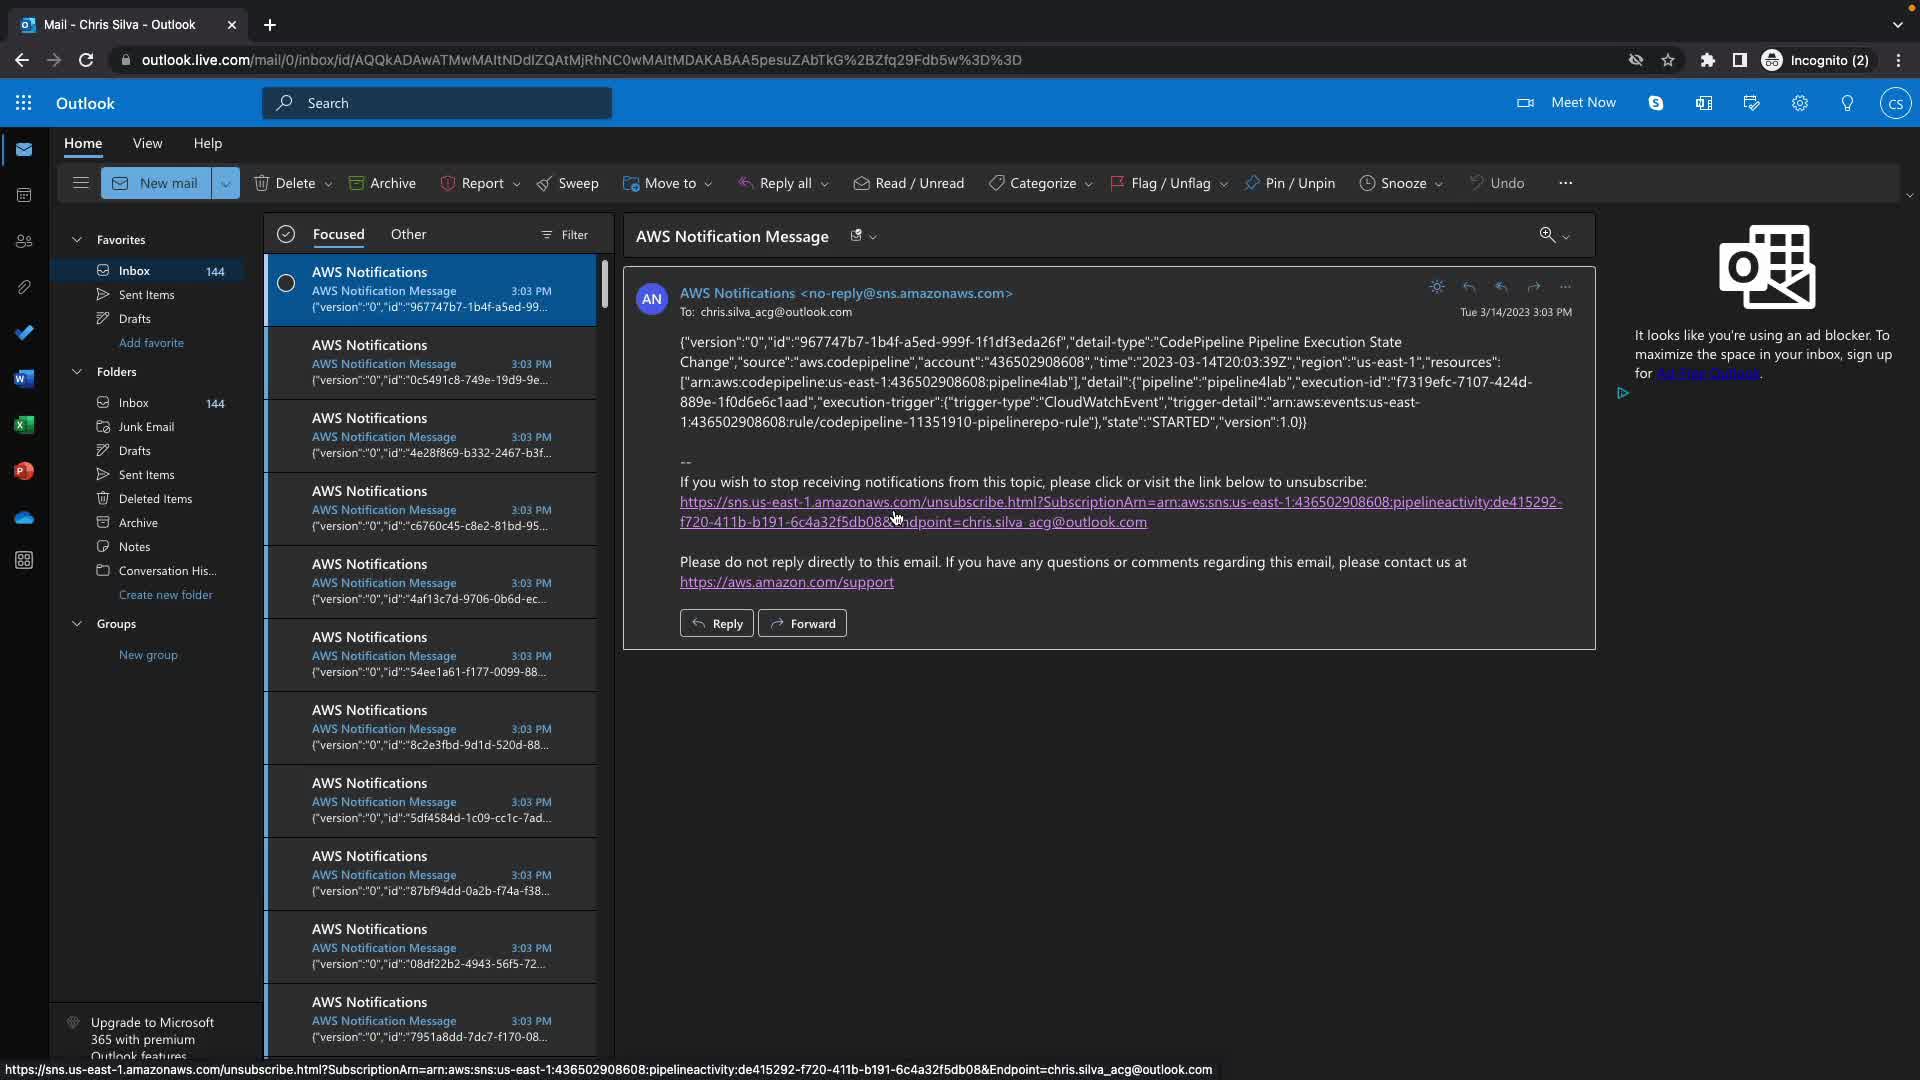 Mail - Chris Silva - Outlook
outlook.live.com/mail/0/inbox/id/AQQkADAwATMwMAItNDdlZQAtMjRhNC0wMAItMDAKABAA5pesuZAbTkG%2BZfq29Fdb5w%3D%3D
Incognito (2)
Outlook
Search
Meet Now
CS
Home
View
Help
New mail
Delete
Archive
Report
Sweep
Move to
Reply all
Read / Unread
Categorize
Flag / Unflag
Pin / Unpin
Snooze
Undo
Favorites
Inbox 144
Sent Items
Drafts
Add favorite
Folders
Inbox 144
Junk Email
Drafts
Sent Items
Deleted Items
Archive
Notes
Conversation His...
Create new folder
Groups
New group
Upgrade to Microsoft
365 with premium
Outlook features
Focused
Other
Filter
AWS Notifications
AWS Notification Message 3:03 PM
{"version":"0","id":"967747b7-1b4f-a5ed-99...
AWS Notifications
AWS Notification Message 3:03 PM
{"version":"0","id":"0c5491c8-749e-19d9-9e...
AWS Notifications
AWS Notification Message 3:03 PM
{"version":"0","id":"4e28f869-b332-2467-b3f...
AWS Notifications
AWS Notification Message 3:03 PM
{"version":"0","id":"c6760c45-c8e2-81bd-95...
AWS Notifications
AWS Notification Message 3:03 PM
{"version":"0","id":"4af13c7d-9706-0b6d-ec...
AWS Notifications
AWS Notification Message 3:03 PM
{"version":"0","id":"54ee1a61-f177-0099-88...
AWS Notifications
AWS Notification Message 3:03 PM
{"version":"0","id":"8c2e3fbd-9d1d-520d-88...
AWS Notifications
AWS Notification Message 3:03 PM
{"version":"0","id":"5df4584d-1c09-cc1c-7ad...
AWS Notifications
AWS Notification Message 3:03 PM
{"version":"0","id":"87bf94dd-0a2b-f74a-f38...
AWS Notifications
AWS Notification Message 3:03 PM
{"version":"0","id":"08df22b2-4943-56f5-72...
AWS Notifications
AWS Notification Message 3:03 PM
{"version":"0","id":"7951a8dd-7dc7-f170-08...
AWS Notification Message
AN
AWS Notifications <no-reply@sns.amazonaws.com>
To: chris.silva_acg@outlook.com
Tue 3/14/2023 3:03 PM
{"version":"0","id":"967747b7-1b4f-a5ed-999f-1f1df3eda26f","detail-type":"CodePipeline Pipeline Execution State
Change","source":"aws.codepipeline","account":"436502908608","time":"2023-03-14T20:03:39Z","region":"us-east-1","resources":
["arn:aws:codepipeline:us-east-1:436502908608:pipeline4lab"],"detail":{"pipeline":"pipeline4lab","execution-id":"f7319efc-7107-424d-
889e-1f0d6e6c1aad","execution-trigger":{"trigger-type":"CloudWatchEvent","trigger-detail":"arn:aws:events:us-east-
1:436502908608:rule/codepipeline-11351910-pipelinerepo-rule"},"state":"STARTED","version":1.0}}
--
If you wish to stop receiving notifications from this topic, please click or visit the link below to unsubscribe:
https://sns.us-east-1.amazonaws.com/unsubscribe.html?SubscriptionArn=arn:aws:sns:us-east-1:436502908608:pipelineactivity:de415292-
f720-411b-b191-6c4a32f5db08&Endpoint=chris.silva_acg@outlook.com
Please do not reply directly to this email. If you have any questions or comments regarding this email, please contact us at
https://aws.amazon.com/support
Reply
Forward
It looks like you're using an ad blocker. To
maximize the space in your inbox, sign up
for Ad-Free Outlook.
https://sns.us-east-1.amazonaws.com/unsubscribe.html?SubscriptionArn=arn:aws:sns:us-east-1:436502908608:pipelineactivity:de415292-f720-411b-b191-6c4a32f5db08&Endpoint=chris.silva_acg@outlook.com